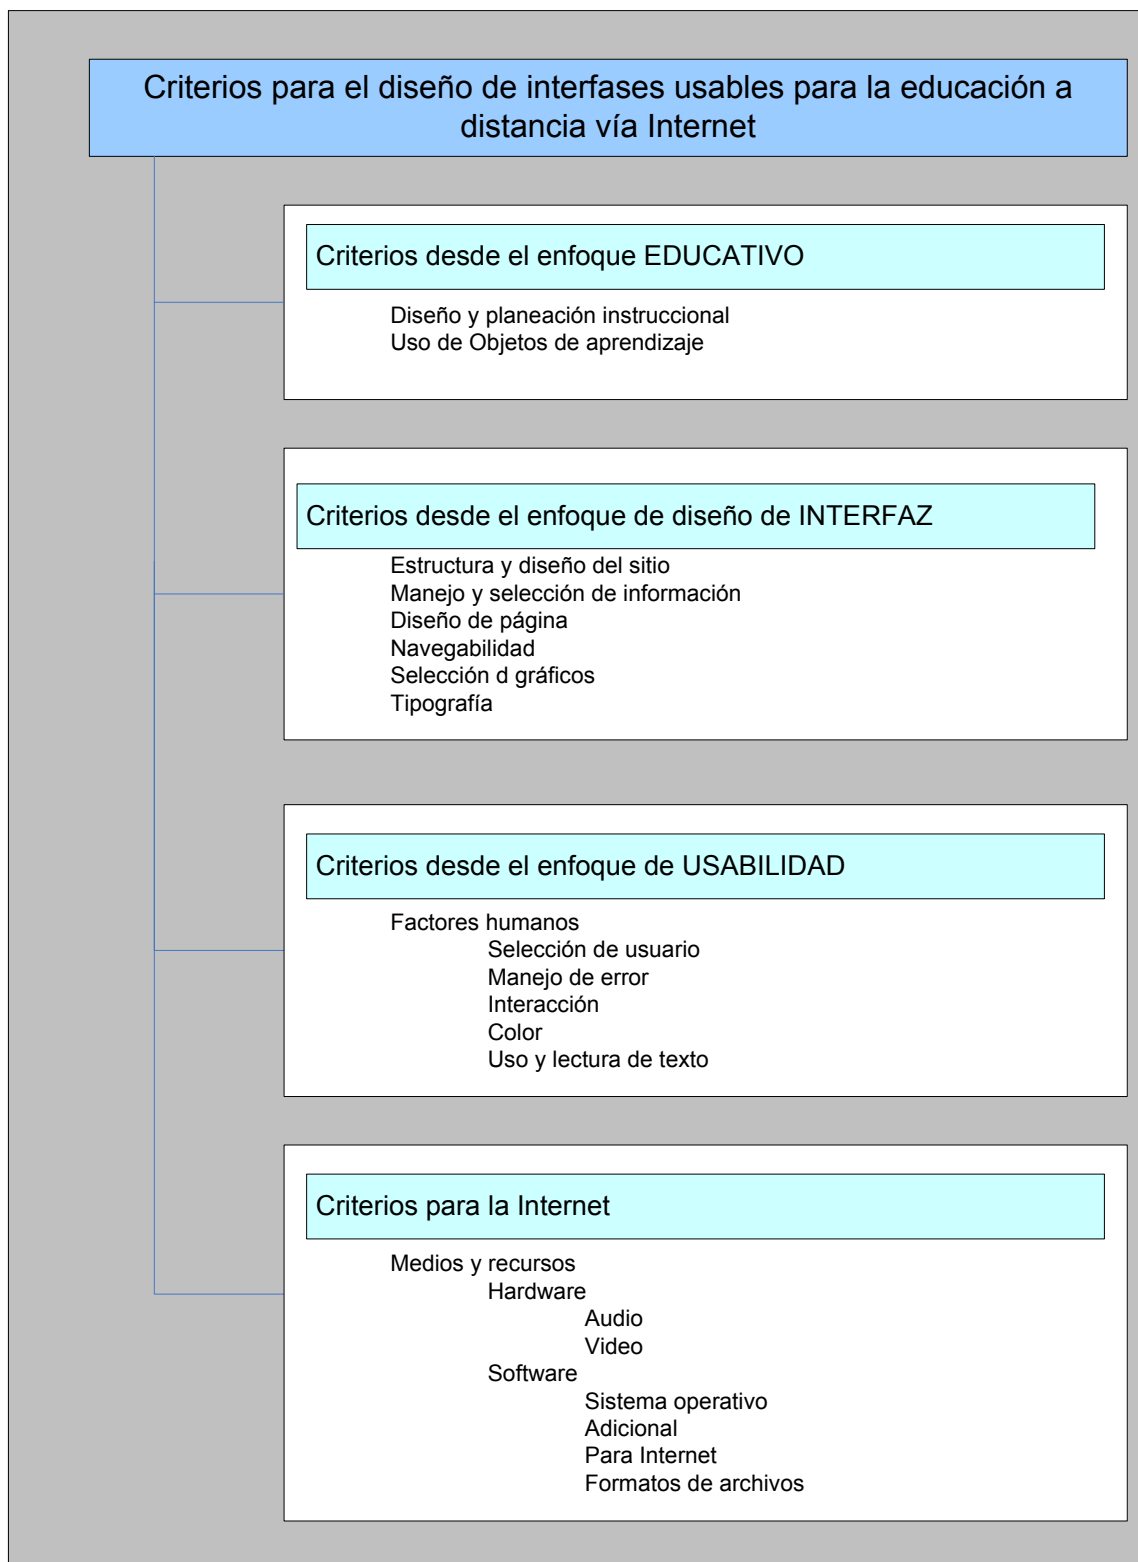 Criterios para el diseño de interfases usables para la educación a
distancia vía Internet
Criterios desde el enfoque EDUCATIVO
Diseño y planeación instruccional
Uso de Objetos de aprendizaje
Criterios desde el enfoque de diseño de INTERFAZ
Estructura y diseño del sitio
Manejo y selección de información
Diseño de página
Navegabilidad
Selección d gráficos
Tipografía
Criterios desde el enfoque de USABILIDAD
Factores humanos
Selección de usuario
Manejo de error
Interacción
Color
Uso y lectura de texto
Criterios para la Internet
Medios y recursos
Hardware
Audio
Video
Software
Sistema operativo
Adicional
Para Internet
Formatos de archivos